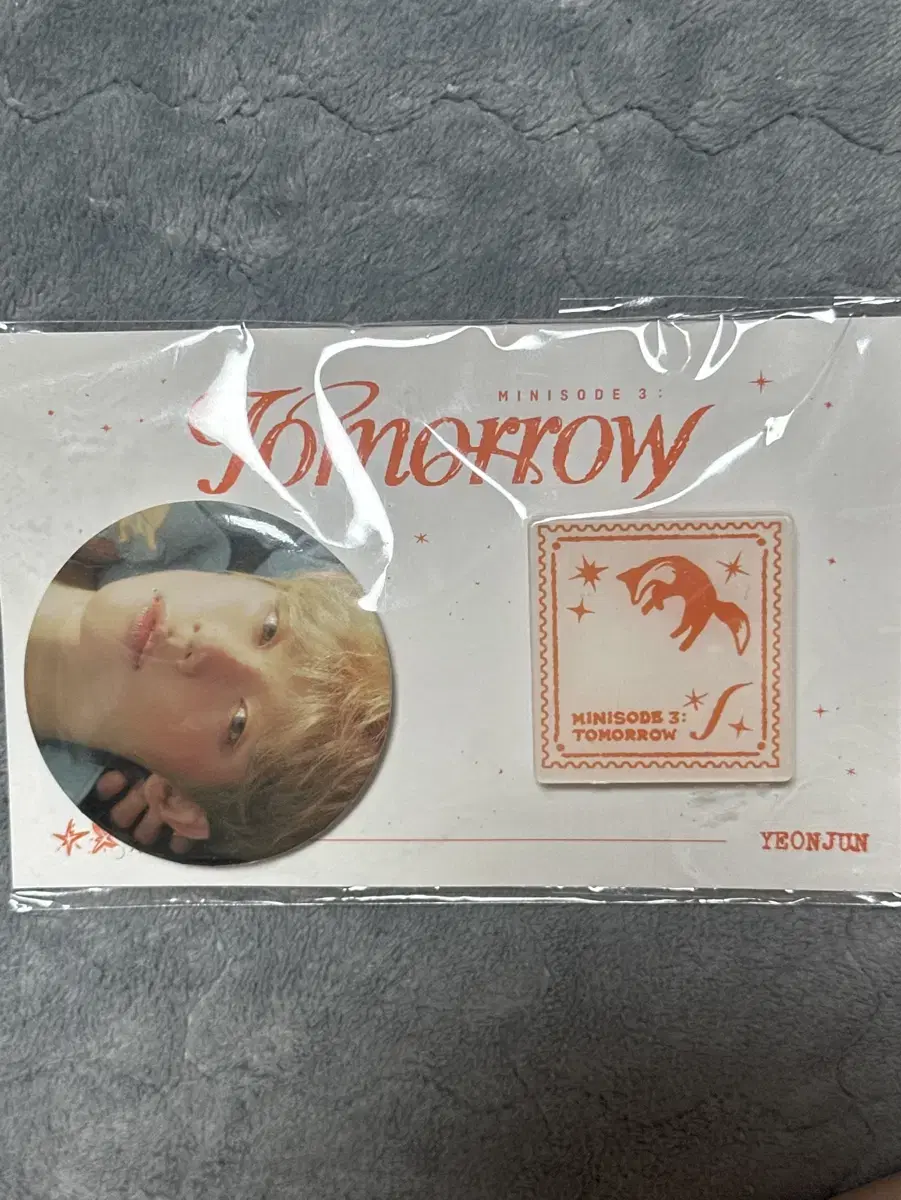 MINISODE 3:
Tomorrow
MINISODE 3:
TOMORROW
YEONJUN